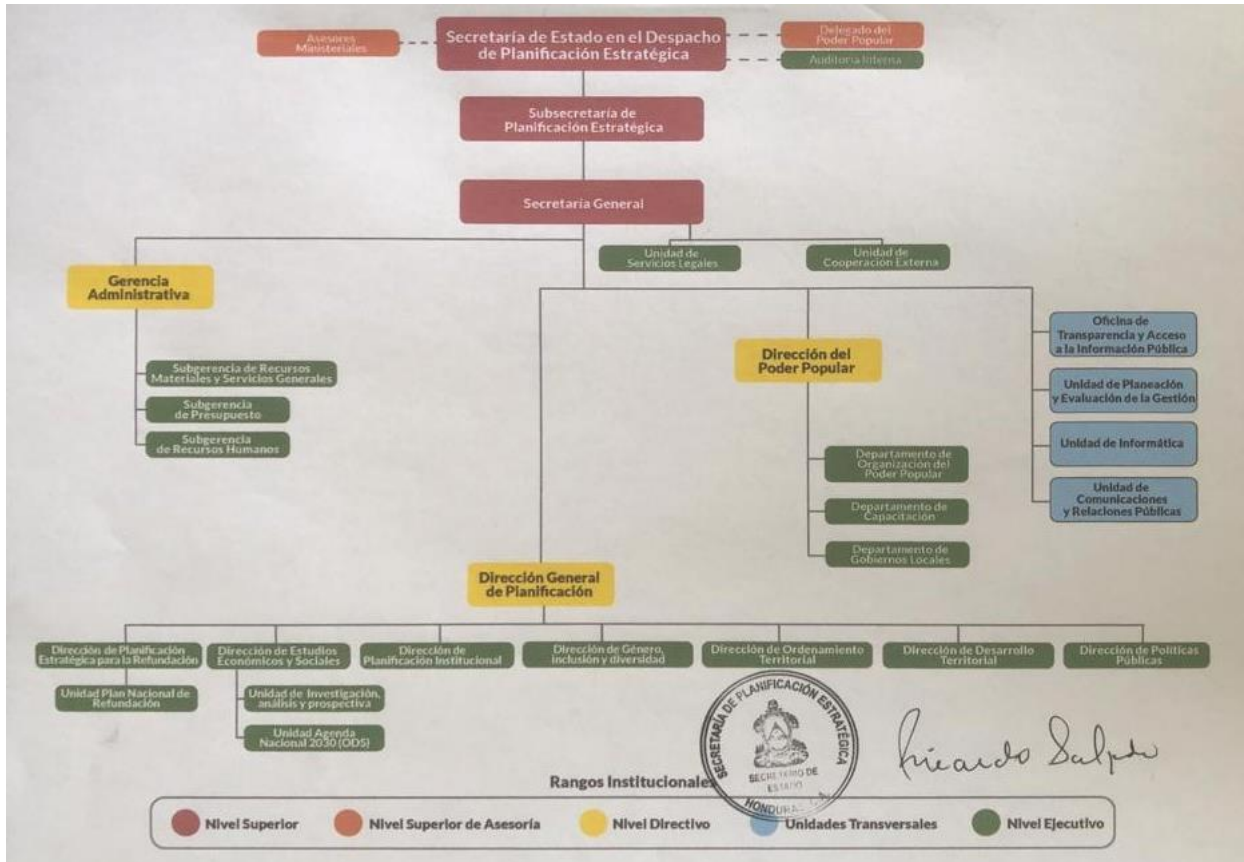 Asesores
Ministeriales
Secretaría de Estado en el Despacho
de Planificación Estratégica
Delegado del
Poder Popular
Auditoría Interna
Subsecretaría de
Planificación Estratégica
Secretaría General
Unidad de
Servicios Legales
Unidad de
Cooperación Externa
Gerencia
Administrativa
Subgerencia de Recursos
Materiales y Servicios Generales
Subgerencia
de Presupuesto
Subgerencia
de Recursos Humanos
Dirección del
Poder Popular
Departamento de
Organización del
Poder Popular
Departamento de
Capacitación
Departamento de
Gobiernos Locales
Oficina de
Transparencia y Acceso
a la Información Pública
Unidad de Planeación
y Evaluación de la Gestión
Unidad de Informática
Unidad de
Comunicaciones
y Relaciones Públicas
Dirección General
de Planificación
Dirección de Planificación
Estratégica para la Refundación
Dirección de Estudios
Económicos y Sociales
Dirección de
Planificación Institucional
Dirección de Género,
inclusión y diversidad
Dirección de Ordenamiento
Territorial
Dirección de Desarrollo
Territorial
Dirección de Políticas
Públicas
Unidad Plan Nacional de
Refundación
Unidad de Investigación,
análisis y prospectiva
Unidad Agenda
Nacional 2030 (ODS)
SECRETARÍA DE PLANIFICACIÓN ESTRATÉGICA
SECRETARIO DE
ESTADO
HONDURAS, C.A.
Ricardo Salgado
Rangos Institucionales
Nivel Superior
Nivel Superior de Asesoría
Nivel Directivo
Unidades Transversales
Nivel Ejecutivo